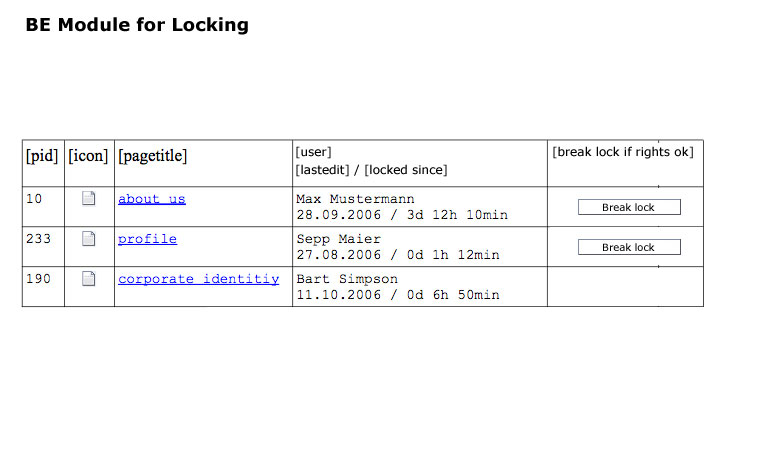 BE Module for Locking
[pid] [icon] [pagetitle] [user] [break lock if rights ok]
[lastedit] / [locked since]
10 about us Max Mustermann Break lock
28.09.2006 / 3d 12h 10min
233 profile Sepp Maier Break lock
27.08.2006 / 0d 1h 12min
190 corporate identitiy Bart Simpson
11.10.2006 / 0d 6h 50min